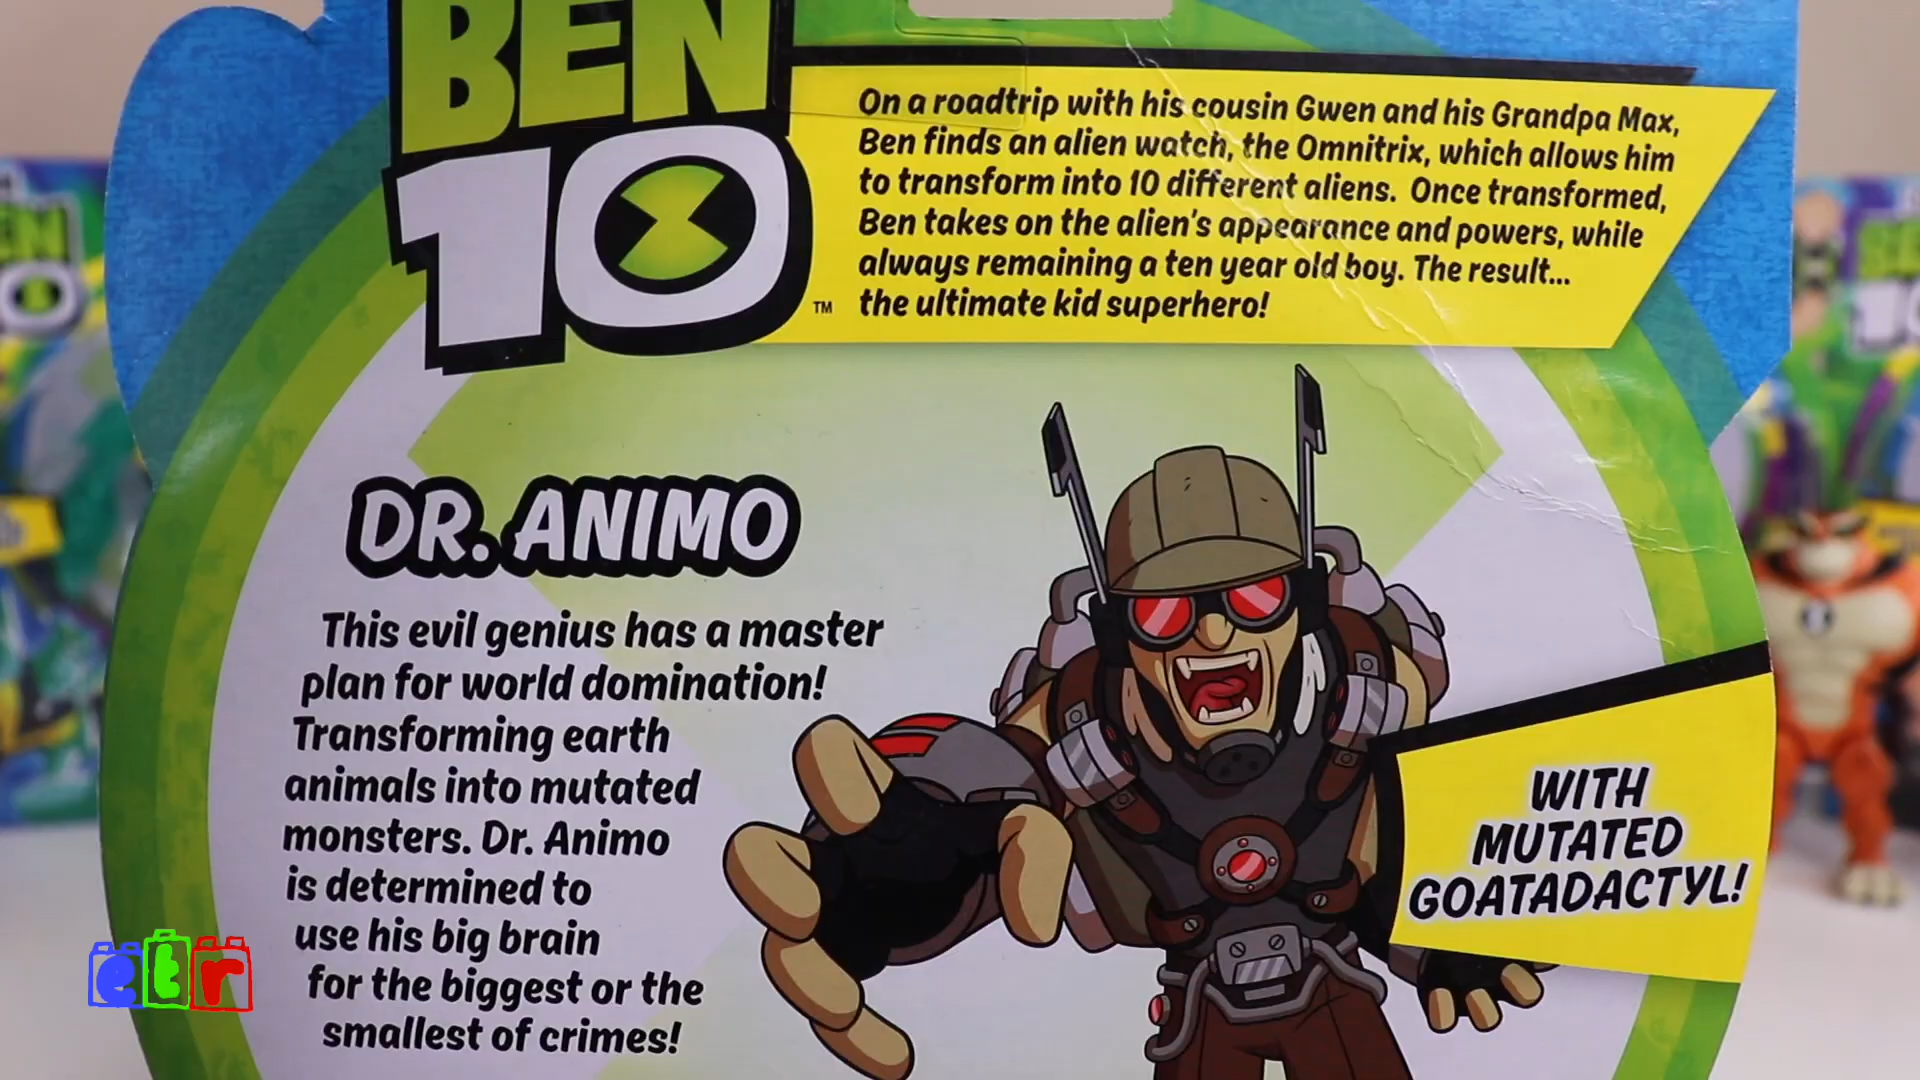 BEN
10
TM
On a roadtrip with his cousin Gwen and his Grandpa Max,
Ben finds an alien watch, the Omnitrix, which allows him
to transform into 10 different aliens. Once transformed,
Ben takes on the alien's appearance and powers, while
always remaining a ten year old boy. The result...
the ultimate kid superhero!
DR. ANIMO
This evil genius has a master
plan for world domination!
Transforming earth
animals into mutated
monsters. Dr. Animo
is determined to
use his big brain
for the biggest or the
smallest of crimes!
WITH
MUTATED
GOATADACTYL!
etr